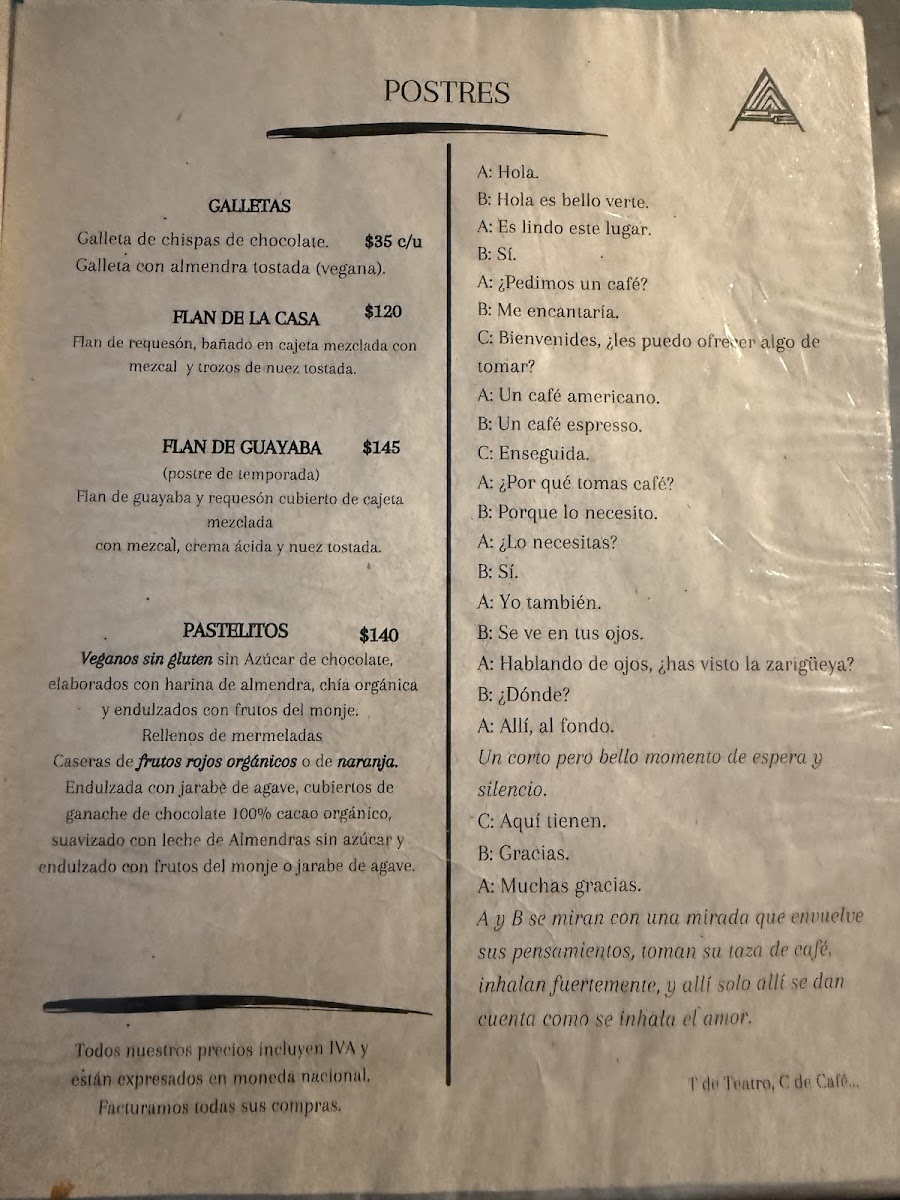 POSTRES
GALLETAS
Galleta de chispas de chocolate. $35 c/u
Galleta con almendra tostada (vegana).
FLAN DE LA CASA $120
Flan de requesón, bañado en cajeta mezclada con
mezcal y trozos de nuez tostada.
FLAN DE GUAYABA $145
(postre de temporada)
Flan de guayaba y requesón cubierto de cajeta
mezclada
con mezcal, crema ácida y nuez tostada.
PASTELITOS $140
Veganos sin gluten sin Azúcar de chocolate,
elaborados con harina de almendra, chía orgánica
y endulzados con frutos del monje.
Rellenos de mermeladas
Caseras de frutos rojos orgánicos o de naranja.
Endulzada con jarabe de agave, cubiertos de
ganache de chocolate 100% cacao orgánico,
suavizado con leche de Almendras sin azúcar y
endulzado con frutos del monje o jarabe de agave.
Todos nuestros precios incluyen IVA y
están expresados en moneda nacional.
Facturamos todas sus compras.
A: Hola.
B: Hola es bello verte.
A: Es lindo este lugar.
B: Sí.
A: ¿Pedimos un café?
B: Me encantaría.
C: Bienvenides, ¿les puedo ofrecer algo de
tomar?
A: Un café americano.
B: Un café espresso.
C: Enseguida.
A: ¿Por qué tomas café?
B: Porque lo necesito.
A: ¿Lo necesitas?
B: Sí.
A: Yo también.
B: Se ve en tus ojos.
A: Hablando de ojos, ¿has visto la zarigüeya?
B: ¿Dónde?
A: Allí, al fondo.
Un corto pero bello momento de espera y
silencio.
C: Aquí tienen.
B: Gracias.
A: Muchas gracias.
A y B se miran con una mirada que envuelve
sus pensamientos, toman su taza de café,
inhalan fuertemente, y allí solo allí se dan
cuenta como se inhala el amor.
T de Teatro, C de Café...